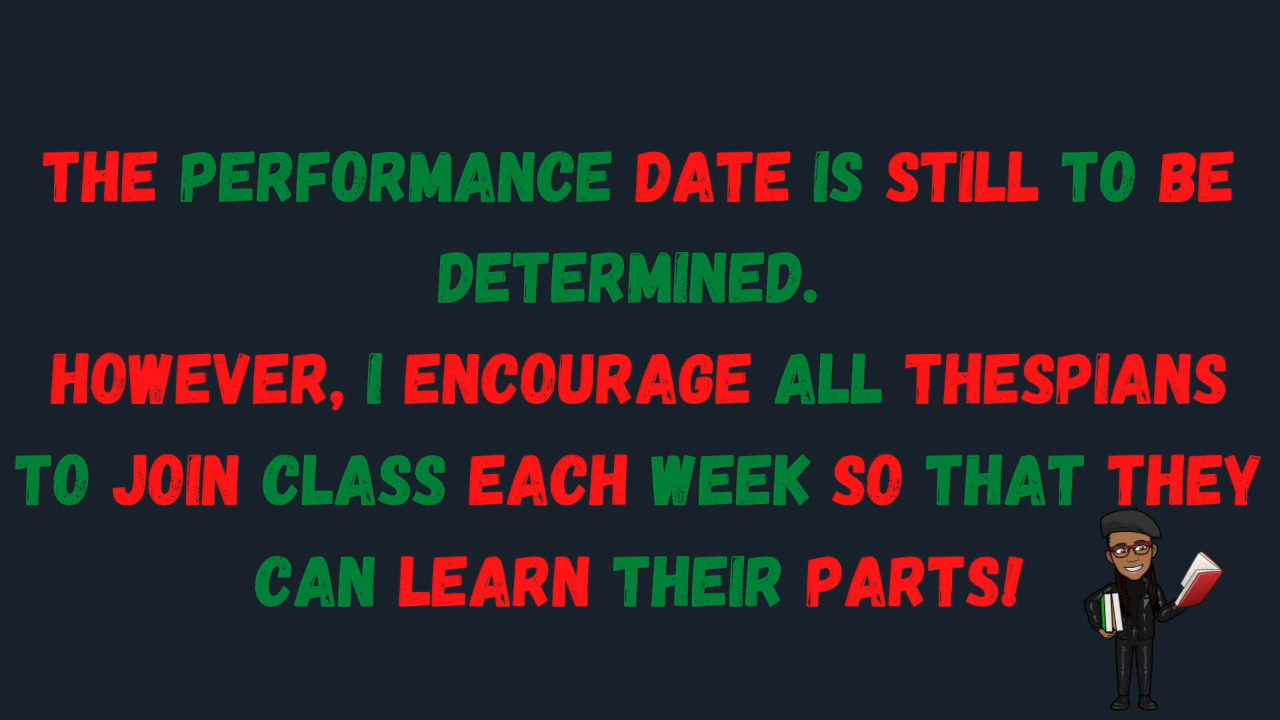 THE PERFORMANCE DATE IS STILL TO BE
DETERMINED.
HOWEVER, I ENCOURAGE ALL THESPIANS
TO JOIN CLASS EACH WEEK SO THAT THEY
CAN LEARN THEIR PARTS!